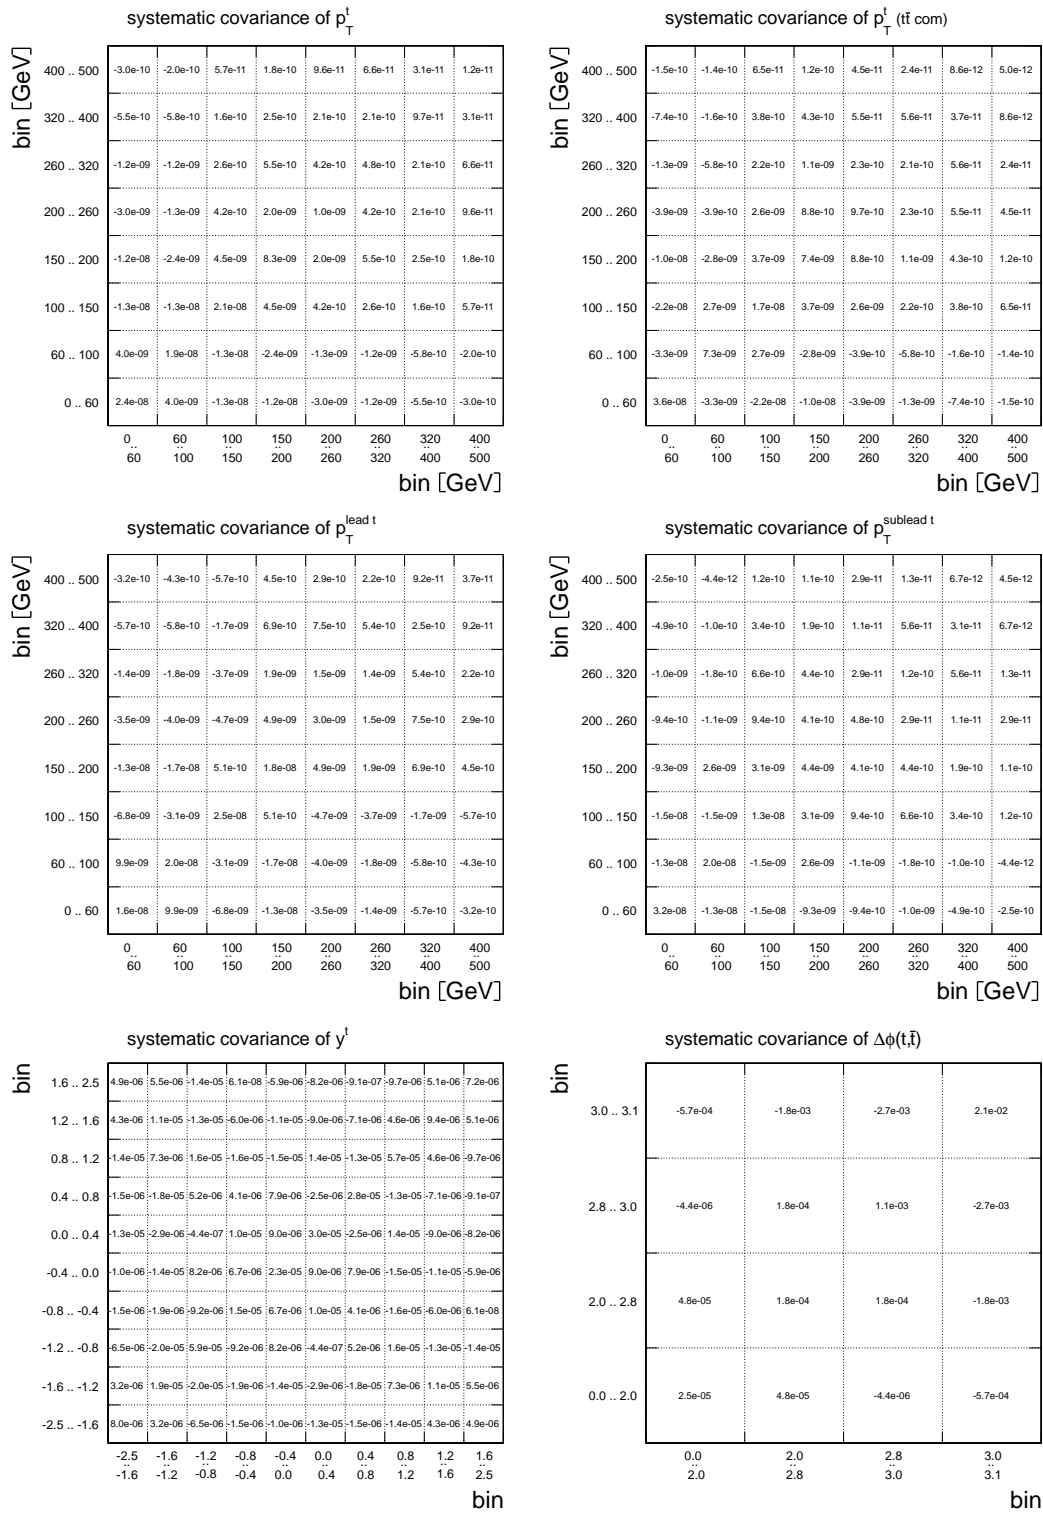 systematic covariance of p_T^t
bin [GeV]
400 .. 500 -3.0e-10 -2.0e-10 5.7e-11 1.8e-10 9.6e-11 6.6e-11 3.1e-11 1.2e-11
320 .. 400 -5.5e-10 -5.8e-10 1.6e-10 2.5e-10 2.1e-10 2.1e-10 9.7e-11 3.1e-11
260 .. 320 -1.2e-09 -1.2e-09 2.6e-10 5.5e-10 4.2e-10 4.8e-10 2.1e-10 6.6e-11
200 .. 260 -3.0e-09 -1.3e-09 4.2e-10 2.0e-09 1.0e-09 4.2e-10 2.1e-10 9.6e-11
150 .. 200 -1.2e-08 -2.4e-09 4.5e-09 8.3e-09 2.0e-09 5.5e-10 2.5e-10 1.8e-10
100 .. 150 -1.3e-08 -1.3e-08 2.1e-08 4.5e-09 4.2e-10 2.6e-10 1.6e-10 5.7e-11
60 .. 100 4.0e-09 1.9e-08 -1.3e-08 -2.4e-09 -1.3e-09 -1.2e-09 -5.8e-10 -2.0e-10
0 .. 60 2.4e-08 4.0e-09 -1.3e-08 -1.2e-08 -3.0e-09 -1.2e-09 -5.5e-10 -3.0e-10
0 .. 60 60 .. 100 100 .. 150 150 .. 200 200 .. 260 260 .. 320 320 .. 400 400 .. 500
bin [GeV]
systematic covariance of p_T^t (tt̄ com)
bin [GeV]
400 .. 500 -1.5e-10 -1.4e-10 6.5e-11 1.2e-10 4.5e-11 2.4e-11 8.6e-12 5.0e-12
320 .. 400 -7.4e-10 -1.6e-10 3.8e-10 4.3e-10 5.5e-11 5.6e-11 3.7e-11 8.6e-12
260 .. 320 -1.3e-09 -5.8e-10 2.2e-10 1.1e-09 2.3e-10 2.1e-10 5.6e-11 2.4e-11
200 .. 260 -3.9e-09 -3.9e-10 2.6e-09 8.8e-10 9.7e-10 2.3e-10 5.5e-11 4.5e-11
150 .. 200 -1.0e-08 -2.8e-09 3.7e-09 7.4e-09 8.8e-10 1.1e-09 4.3e-10 1.2e-10
100 .. 150 -2.2e-08 2.7e-09 1.7e-08 3.7e-09 2.6e-09 2.2e-10 3.8e-10 6.5e-11
60 .. 100 -3.3e-09 7.3e-09 2.7e-09 -2.8e-09 -3.9e-10 -5.8e-10 -1.6e-10 -1.4e-10
0 .. 60 3.6e-08 -3.3e-09 -2.2e-08 -1.0e-08 -3.9e-09 -1.3e-09 -7.4e-10 -1.5e-10
0 .. 60 60 .. 100 100 .. 150 150 .. 200 200 .. 260 260 .. 320 320 .. 400 400 .. 500
bin [GeV]
systematic covariance of p_T^lead t
bin [GeV]
400 .. 500 -3.2e-10 -4.3e-10 -5.7e-10 4.5e-10 2.9e-10 2.2e-10 9.2e-11 3.7e-11
320 .. 400 -5.7e-10 -5.8e-10 -1.7e-09 6.9e-10 7.5e-10 5.4e-10 2.5e-10 9.2e-11
260 .. 320 -1.4e-09 -1.8e-09 -3.7e-09 1.9e-09 1.5e-09 1.4e-09 5.4e-10 2.2e-10
200 .. 260 -3.5e-09 -4.0e-09 -4.7e-09 4.9e-09 3.0e-09 1.5e-09 7.5e-10 2.9e-10
150 .. 200 -1.3e-08 -1.7e-08 5.1e-10 1.8e-08 4.9e-09 1.9e-09 6.9e-10 4.5e-10
100 .. 150 -6.8e-09 -3.1e-09 2.5e-08 5.1e-10 -4.7e-09 -3.7e-09 -1.7e-09 -5.7e-10
60 .. 100 9.9e-09 2.0e-08 -3.1e-09 -1.7e-08 -4.0e-09 -1.8e-09 -5.8e-10 -4.3e-10
0 .. 60 1.6e-08 9.9e-09 -6.8e-09 -1.3e-08 -3.5e-09 -1.4e-09 -5.7e-10 -3.2e-10
0 .. 60 60 .. 100 100 .. 150 150 .. 200 200 .. 260 260 .. 320 320 .. 400 400 .. 500
bin [GeV]
systematic covariance of p_T^sublead t
bin [GeV]
400 .. 500 -2.5e-10 -4.4e-12 1.2e-10 1.1e-10 2.9e-11 1.3e-11 6.7e-12 4.5e-12
320 .. 400 -4.9e-10 -1.0e-10 3.4e-10 1.9e-10 1.1e-11 5.6e-11 3.1e-11 6.7e-12
260 .. 320 -1.0e-09 -1.8e-10 6.6e-10 4.4e-10 2.9e-11 1.2e-10 5.6e-11 1.3e-11
200 .. 260 -9.4e-10 -1.1e-09 9.4e-10 4.1e-10 4.8e-10 2.9e-11 1.1e-11 2.9e-11
150 .. 200 -9.3e-09 2.6e-09 3.1e-09 4.4e-09 4.1e-10 4.4e-10 1.9e-10 1.1e-10
100 .. 150 -1.5e-08 -1.5e-09 1.3e-08 3.1e-09 9.4e-10 6.6e-10 3.4e-10 1.2e-10
60 .. 100 -1.3e-08 2.0e-08 -1.5e-09 2.6e-09 -1.1e-09 -1.8e-10 -1.0e-10 -4.4e-12
0 .. 60 3.2e-08 -1.3e-08 -1.5e-08 -9.3e-09 -9.4e-10 -1.0e-09 -4.9e-10 -2.5e-10
0 .. 60 60 .. 100 100 .. 150 150 .. 200 200 .. 260 260 .. 320 320 .. 400 400 .. 500
bin [GeV]
systematic covariance of y^t
bin
1.6 .. 2.5 4.9e-06 5.5e-06 -1.4e-05 6.1e-08 -5.9e-06 -8.2e-06 -9.1e-07 -9.7e-06 5.1e-06 7.2e-06
1.2 .. 1.6 4.3e-06 1.1e-05 -1.3e-05 -6.0e-06 -1.1e-05 -9.0e-06 -7.1e-06 4.6e-06 9.4e-06 5.1e-06
0.8 .. 1.2 -1.4e-05 7.3e-06 1.6e-05 -1.6e-05 -1.5e-05 1.4e-05 -1.3e-05 5.7e-05 4.6e-06 -9.7e-06
0.4 .. 0.8 -1.5e-06 -1.8e-05 5.2e-06 4.1e-06 7.9e-06 -2.5e-06 2.8e-05 -1.3e-05 -7.1e-06 -9.1e-07
0.0 .. 0.4 -1.3e-05 -2.9e-06 -4.4e-07 1.0e-05 9.0e-06 3.0e-05 -2.5e-06 1.4e-05 -9.0e-06 -8.2e-06
-0.4 .. 0.0 -1.0e-06 -1.4e-05 8.2e-06 6.7e-06 2.3e-05 9.0e-06 7.9e-06 -1.5e-05 -1.1e-05 -5.9e-06
-0.8 .. -0.4 -1.5e-06 -1.9e-06 -9.2e-06 1.5e-05 6.7e-06 1.0e-05 4.1e-06 -1.6e-05 -6.0e-06 6.1e-08
-1.2 .. -0.8 -6.5e-06 -2.0e-05 5.9e-05 -9.2e-06 8.2e-06 -4.4e-07 5.2e-06 1.6e-05 -1.3e-05 -1.4e-05
-1.6 .. -1.2 3.2e-06 1.9e-05 -2.0e-05 -1.9e-06 -1.4e-05 -2.9e-06 -1.8e-05 7.3e-06 1.1e-05 5.5e-06
-2.5 .. -1.6 8.0e-06 3.2e-06 -6.5e-06 -1.5e-06 -1.0e-06 -1.3e-05 -1.5e-06 -1.4e-05 4.3e-06 4.9e-06
-2.5 .. -1.6 -1.6 .. -1.2 -1.2 .. -0.8 -0.8 .. -0.4 -0.4 .. 0.0 0.0 .. 0.4 0.4 .. 0.8 0.8 .. 1.2 1.2 .. 1.6 1.6 .. 2.5
bin
systematic covariance of Δϕ(t,t̄)
bin
3.0 .. 3.1 -5.7e-04 -1.8e-03 -2.7e-03 2.1e-02
2.8 .. 3.0 -4.4e-06 1.8e-04 1.1e-03 -2.7e-03
2.0 .. 2.8 4.8e-05 1.8e-04 1.8e-04 -1.8e-03
0.0 .. 2.0 2.5e-05 4.8e-05 -4.4e-06 -5.7e-04
0.0 .. 2.0 2.0 .. 2.8 2.8 .. 3.0 3.0 .. 3.1
bin